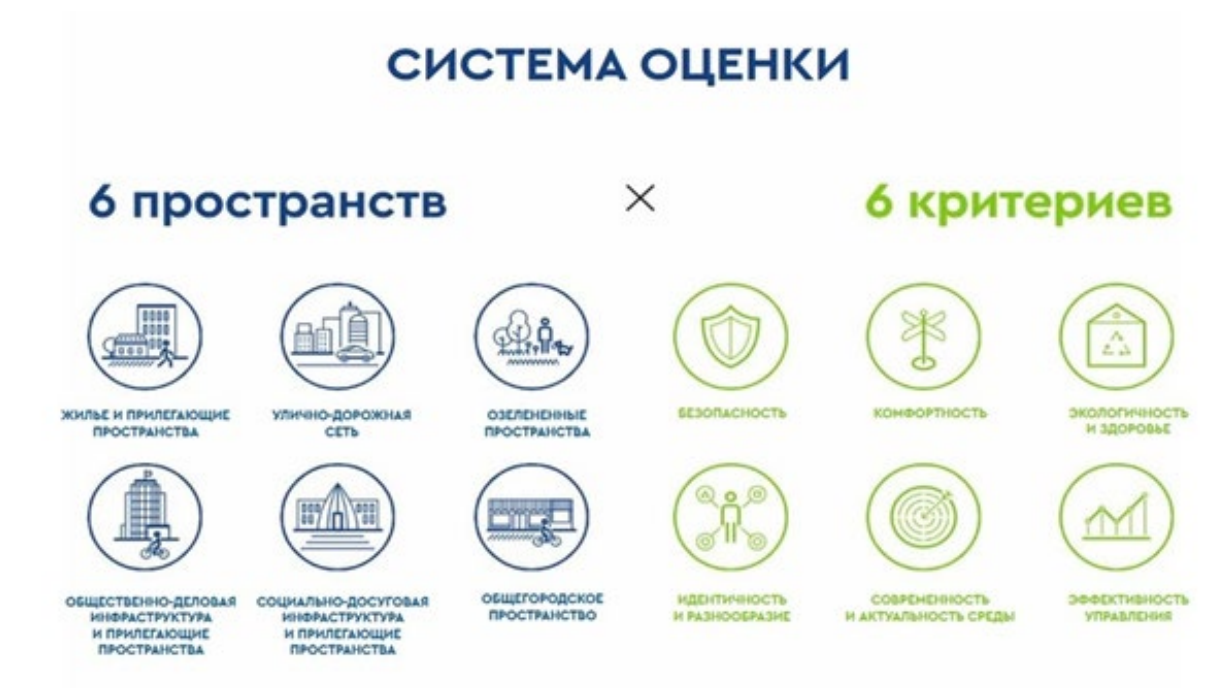 СИСТЕМА ОЦЕНКИ
6 пространств
×
6 критериев
ЖИЛЬЕ И ПРИЛЕГАЮЩИЕ
ПРОСТРАНСТВА
УЛИЧНО-ДОРОЖНАЯ
СЕТЬ
ОЗЕЛЕНЕННЫЕ
ПРОСТРАНСТВА
БЕЗОПАСНОСТЬ
КОМФОРТНОСТЬ
ЭКОЛОГИЧНОСТЬ
И ЗДОРОВЬЕ
ОБЩЕСТВЕННО-ДЕЛОВАЯ
ИНФРАСТРУКТУРА
И ПРИЛЕГАЮЩИЕ
ПРОСТРАНСТВА
СОЦИАЛЬНО-ДОСУГОВАЯ
ИНФРАСТРУКТУРА
И ПРИЛЕГАЮЩИЕ
ПРОСТРАНСТВА
ОБЩЕГОРОДСКОЕ
ПРОСТРАНСТВО
ИДЕНТИЧНОСТЬ
И РАЗНООБРАЗИЕ
СОВРЕМЕННОСТЬ
И АКТУАЛЬНОСТЬ СРЕДЫ
ЭФФЕКТИВНОСТЬ
УПРАВЛЕНИЯ